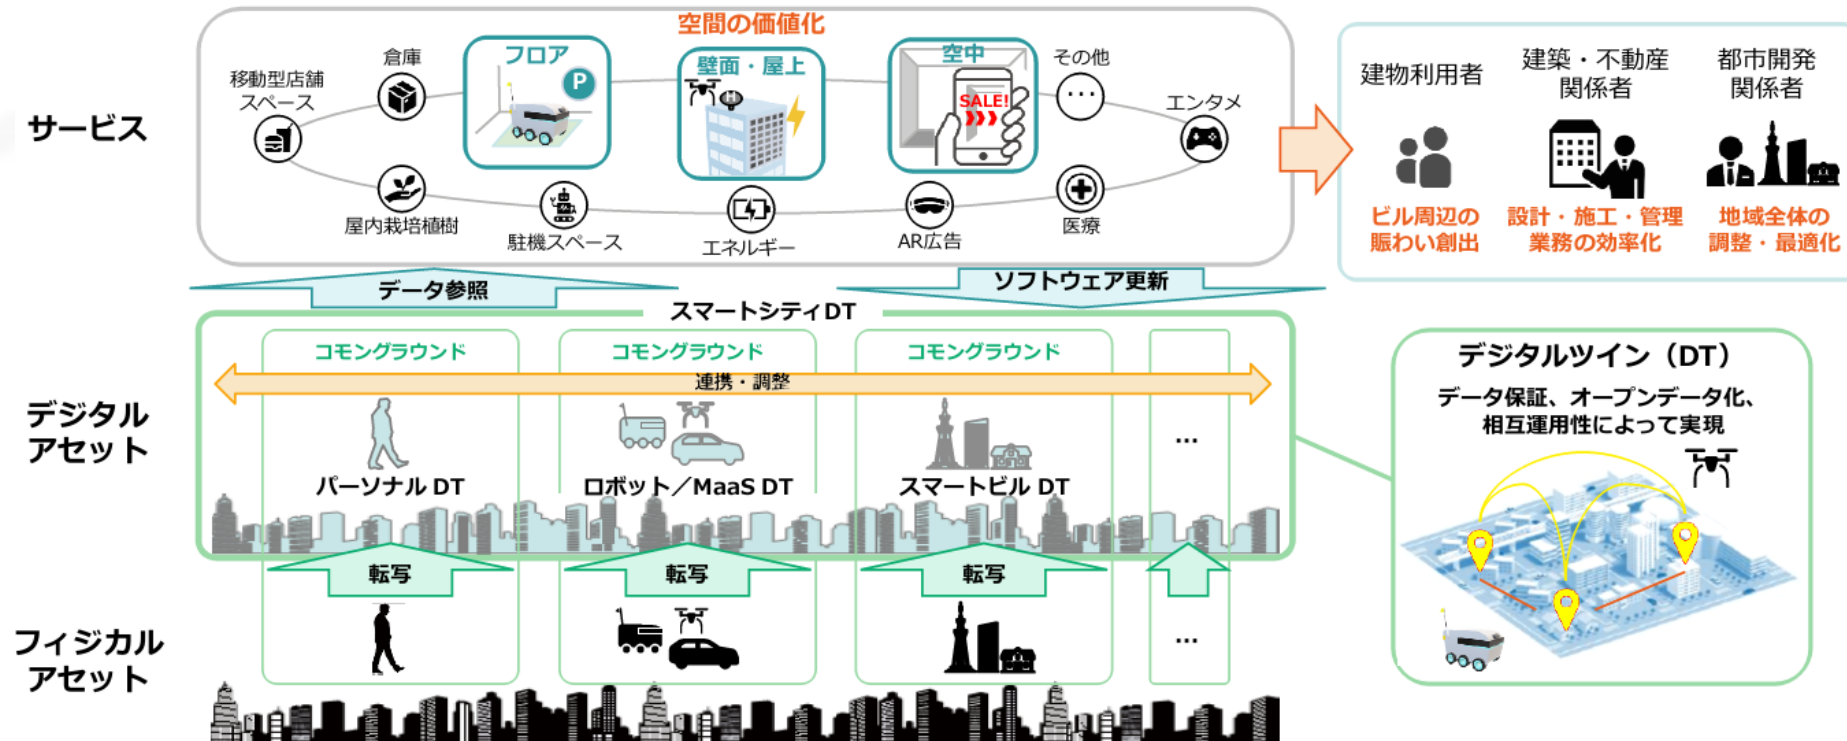 空間の価値化
サービス
移動型店舗
スペース
倉庫
フロア
P
壁面・屋上
H
空中
SALE!
その他
…
エンタメ
屋内栽培植樹
駐機スペース
エネルギー
AR広告
医療
建物利用者
建築・不動産
関係者
都市開発
関係者
ビル周辺の
賑わい創出
設計・施工・管理
業務の効率化
地域全体の
調整・最適化
データ参照
ソフトウェア更新
スマートシティDT
デジタル
アセット
コモングラウンド
コモングラウンド
コモングラウンド
…
連携・調整
パーソナル DT
ロボット／MaaS DT
スマートビル DT
…
転写
転写
転写
フィジカル
アセット
…
デジタルツイン（DT）
データ保証、オープンデータ化、
相互運用性によって実現